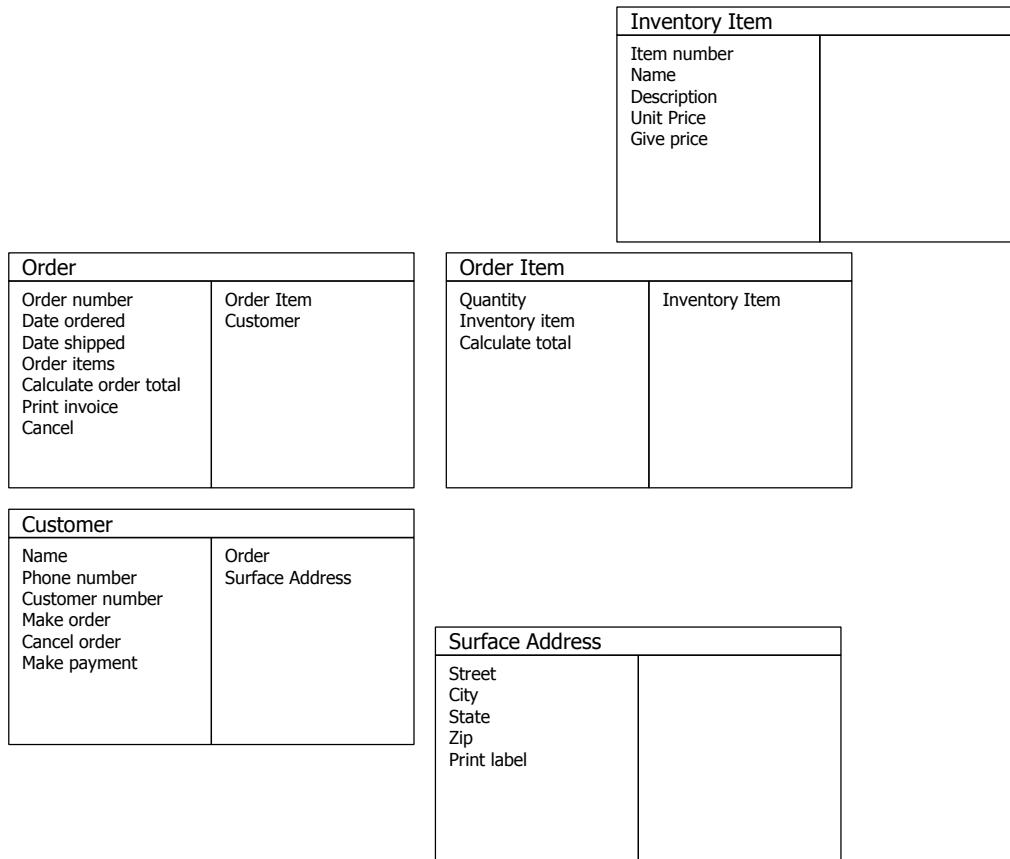 Inventory Item
Item number
Name
Description
Unit Price
Give price
Order
Order number
Date ordered
Date shipped
Order items
Calculate order total
Print invoice
Cancel
Order Item
Customer
Order Item
Quantity
Inventory item
Calculate total
Inventory Item
Customer
Name
Phone number
Customer number
Make order
Cancel order
Make payment
Order
Surface Address
Surface Address
Street
City
State
Zip
Print label